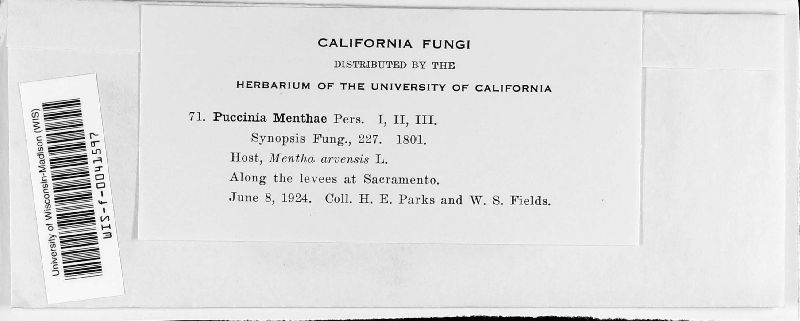 CALIFORNIA FUNGI
DISTRIBUTED BY THE
HERBARIUM OF THE UNIVERSITY OF CALIFORNIA
71. Puccinia Menthae Pers. I, II, III.
Synopsis Fung., 227. 1801.
Host, Mentha arvensis L.
Along the levees at Sacramento.
June 8, 1924. Coll. H. E. Parks and W. S. Fields.
University of Wisconsin-Madison (WIS)
WIS-f-0041597